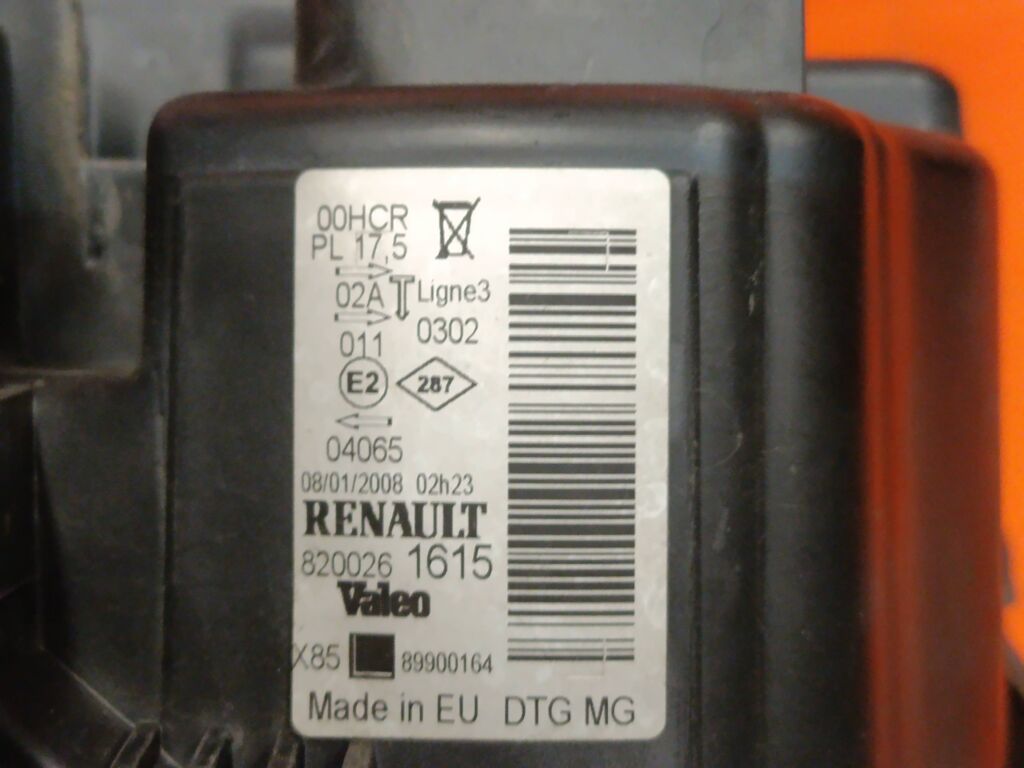 00HCR
PL 17,5
02A Ligne3
0302
011
E2 287
04065
08/01/2008 02h23
RENAULT
820026 1615
Valeo
X85 89900164
Made in EU DTG MG